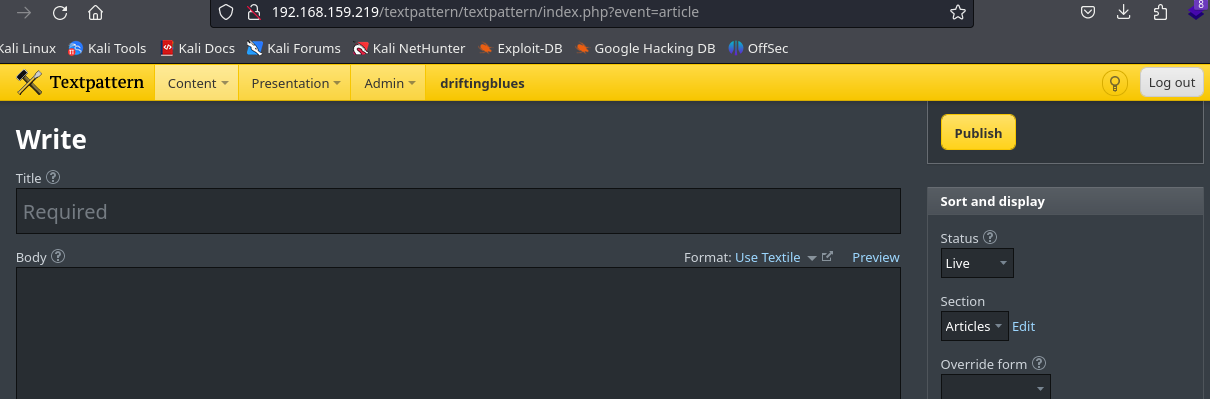 192.168.159.219/textpattern/textpattern/index.php?event=article
8
Kali Linux Kali Tools Kali Docs Kali Forums Kali NetHunter Exploit-DB Google Hacking DB OffSec
Textpattern Content Presentation Admin driftingblues Log out
Write
Publish
Title
Required
Sort and display
Body Format: Use Textile Preview
Status
Live
Section
Articles Edit
Override form